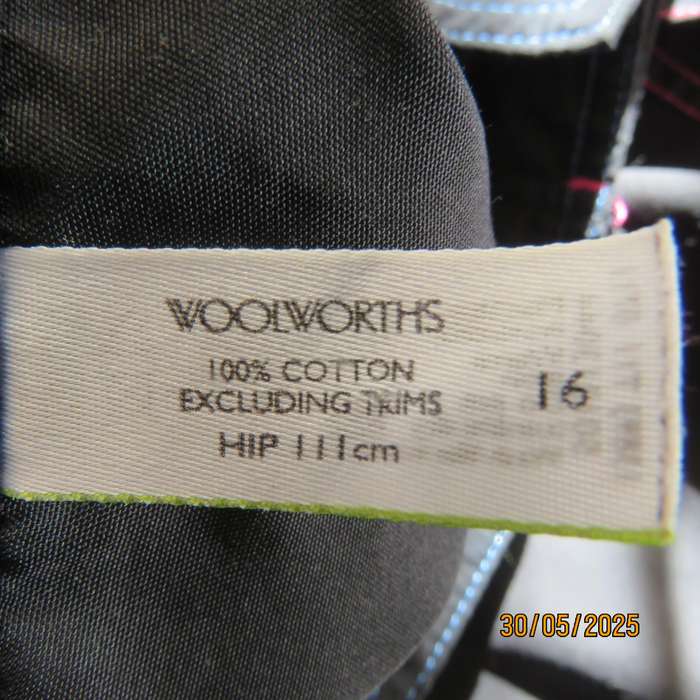 WOOLWORTHS
100% COTTON
EXCLUDING TRIMS
HIP 111cm
16
30/05/2025